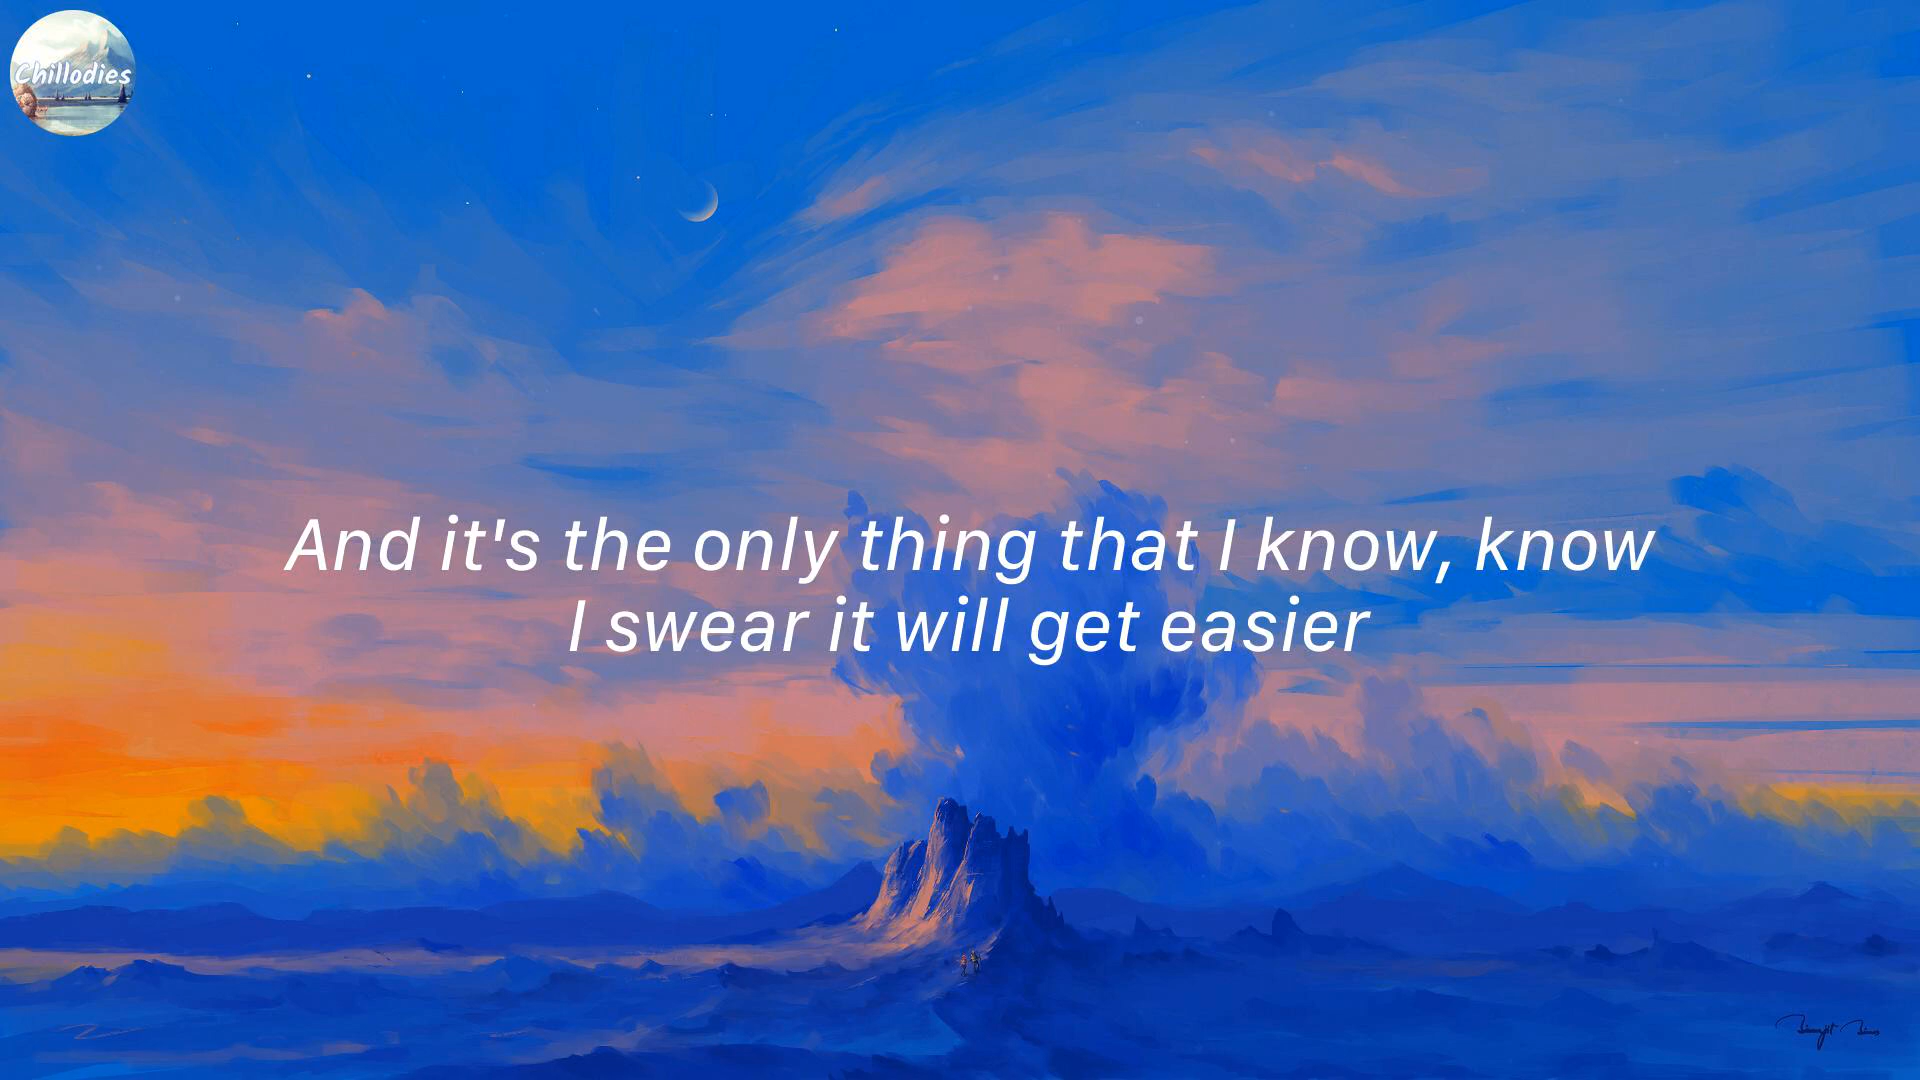 Chillodies
And it's the only thing that I know, know
I swear it will get easier